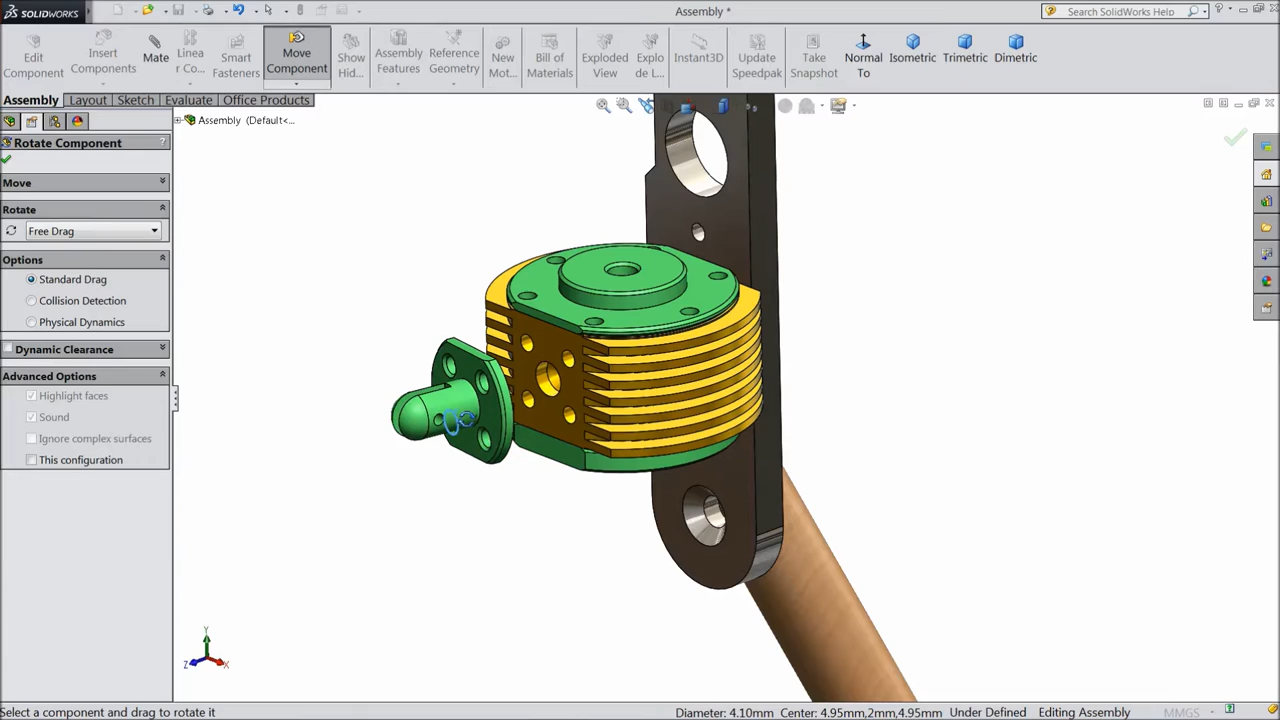 SOLIDWORKS
Assembly *
Search SolidWorks Help
Edit Component
Insert Components
Mate
Linea r Co...
Smart Fasteners
Move Component
Show Hid...
Assembly Features
Reference Geometry
New Mot...
Bill of Materials
Exploded View
Explo de L...
Instant3D
Update Speedpak
Take Snapshot
Normal To
Isometric
Trimetric
Dimetric
Assembly
Layout
Sketch
Evaluate
Office Products
Assembly (Default<...
Rotate Component
?
Move
Rotate
Free Drag
Options
Standard Drag
Collision Detection
Physical Dynamics
Dynamic Clearance
Advanced Options
Highlight faces
Sound
Ignore complex surfaces
This configuration
Y
Z
X
Select a component and drag to rotate it
Diameter: 4.10mm Center: 4.95mm,2mm,4.95mm
Under Defined
Editing Assembly
MMGS